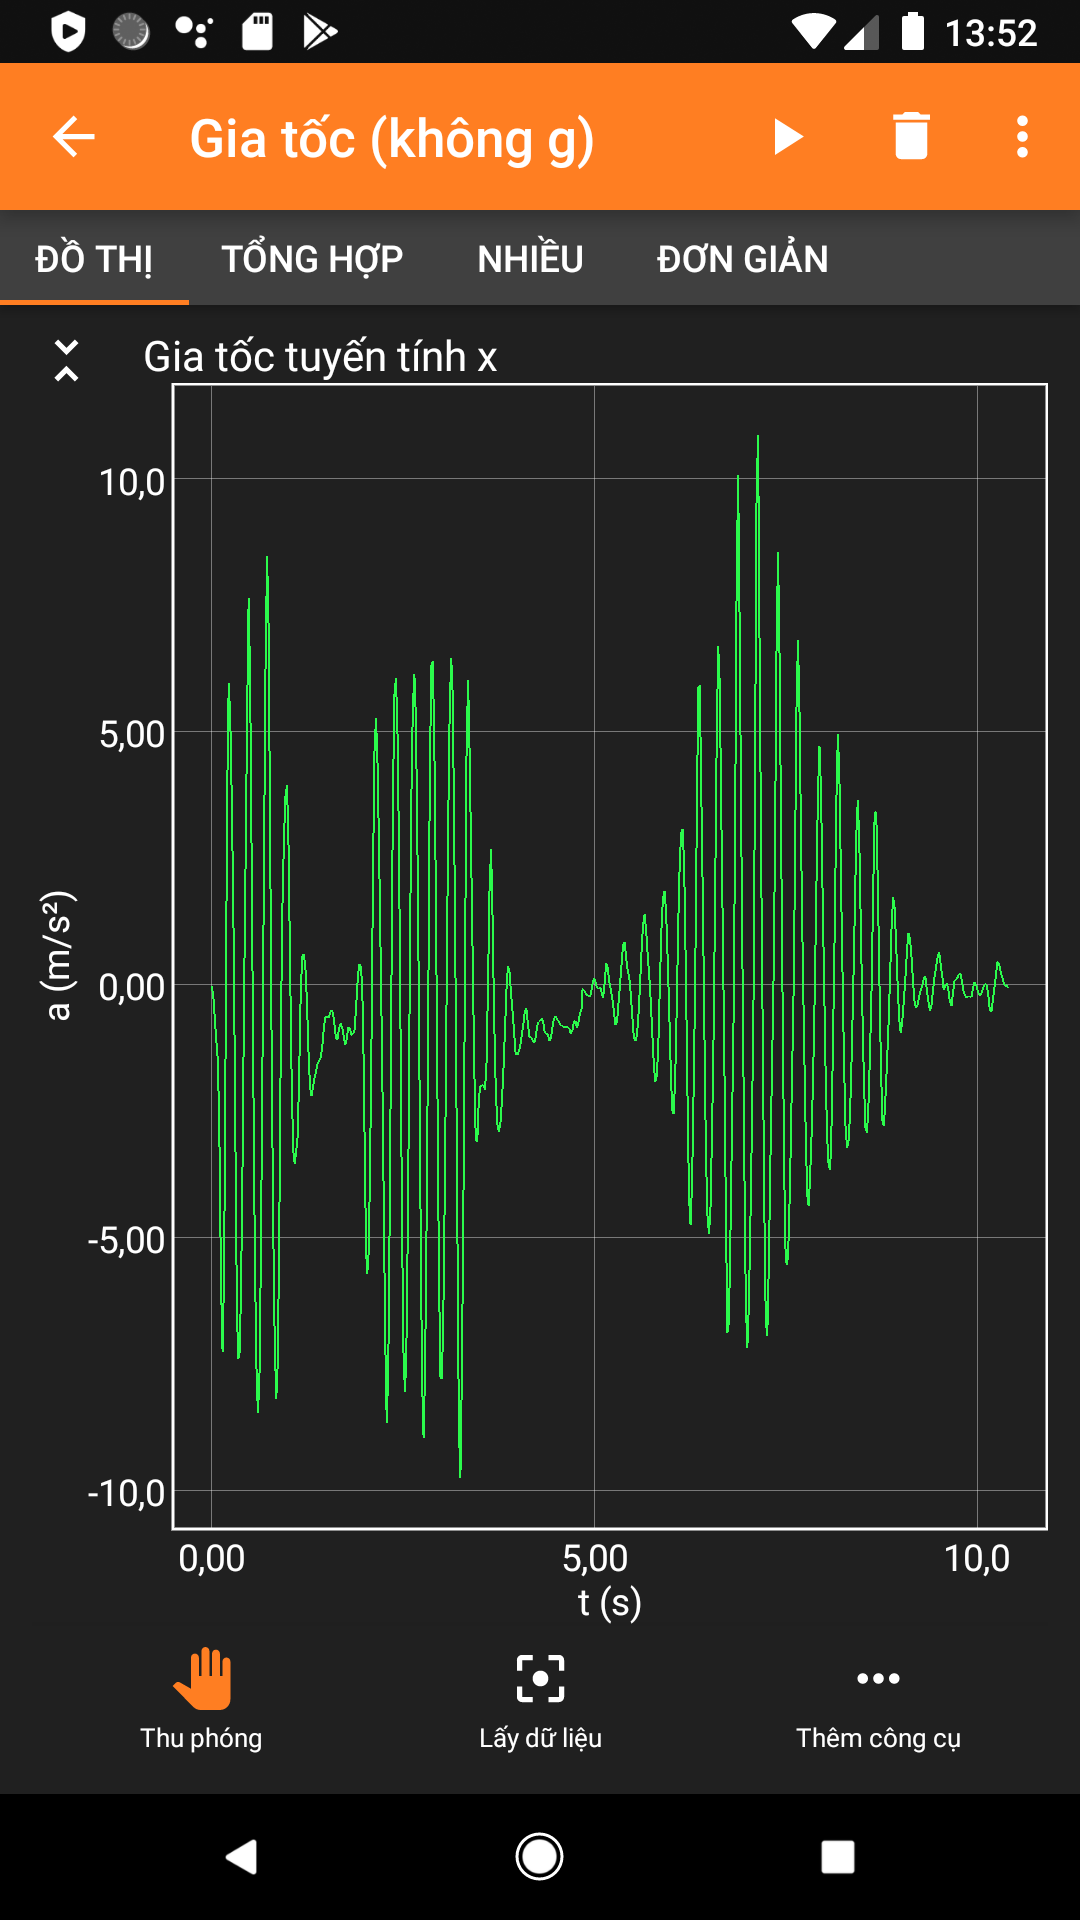 13:52
Gia tốc (không g)
ĐỒ THỊ TỔNG HỢP NHIỀU ĐƠN GIẢN
Gia tốc tuyến tính x
10,0
5,00
0,00
-5,00
-10,0
a (m/s²)
0,00 5,00 10,0
t (s)
Thu phóng Lấy dữ liệu Thêm công cụ